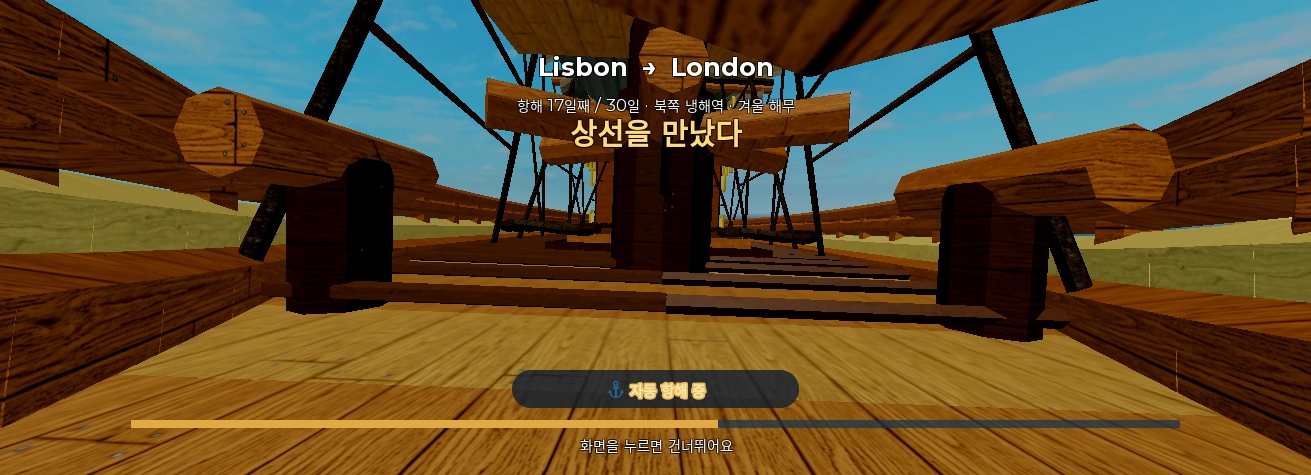 Lisbon → London
항해 17일째 / 30일 · 북쪽 냉해역 · 겨울 해무
상선을 만났다
⚓ 자동 항해 중
화면을 누르면 건너뛰어요